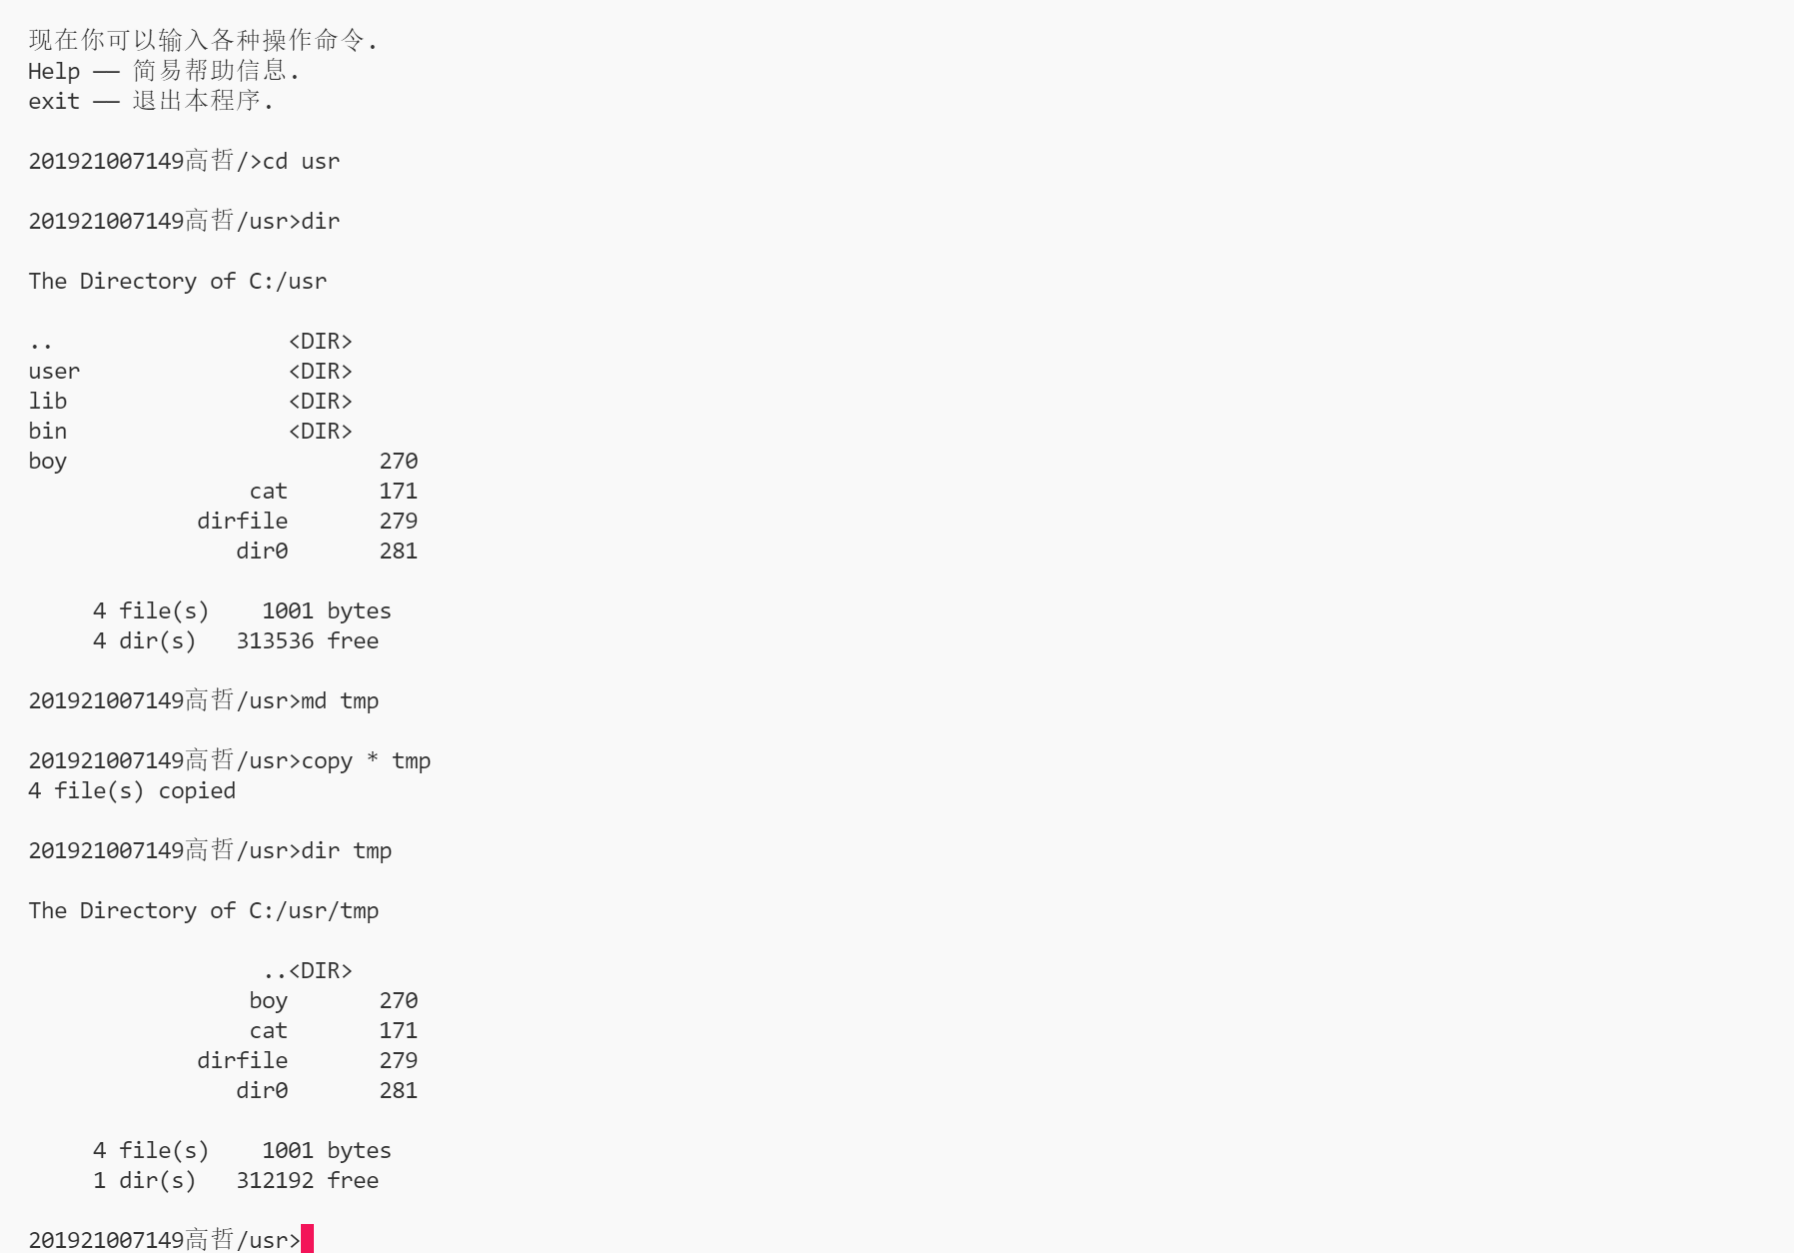 现在你可以输入各种操作命令.
Help —— 简易帮助信息.
exit —— 退出本程序.
201921007149高哲/>cd usr
201921007149高哲/usr>dir
The Directory of C:/usr
..                  <DIR>
user                <DIR>
lib                 <DIR>
bin                 <DIR>
boy                        270
                 cat       171
             dirfile       279
                dir0       281
     4 file(s)    1001 bytes
     4 dir(s)   313536 free
201921007149高哲/usr>md tmp
201921007149高哲/usr>copy * tmp
4 file(s) copied
201921007149高哲/usr>dir tmp
The Directory of C:/usr/tmp
                  ..<DIR>
                 boy       270
                 cat       171
             dirfile       279
                dir0       281
     4 file(s)    1001 bytes
     1 dir(s)   312192 free
201921007149高哲/usr>